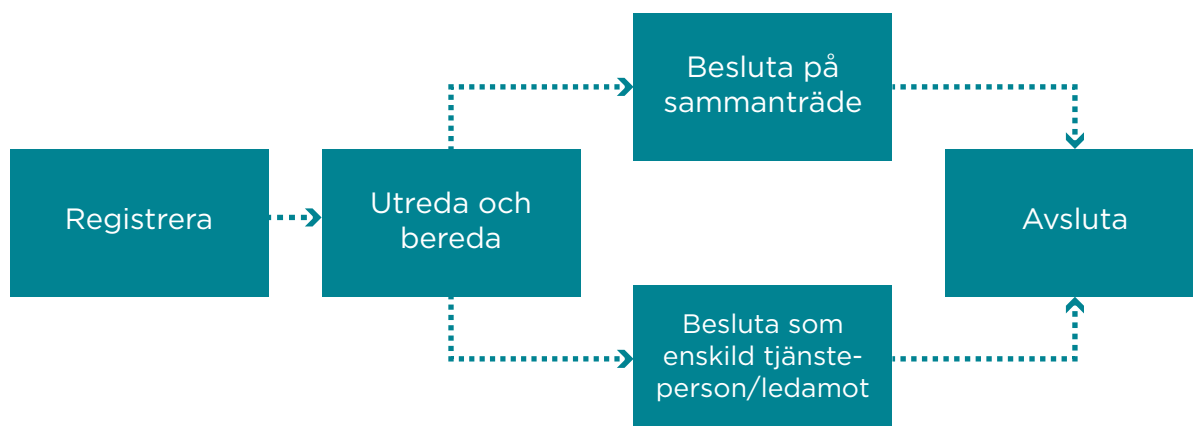 Registrera
Utreda och
bereda
Besluta på
sammanträde
Besluta som
enskild tjänste-
person/ledamot
Avsluta